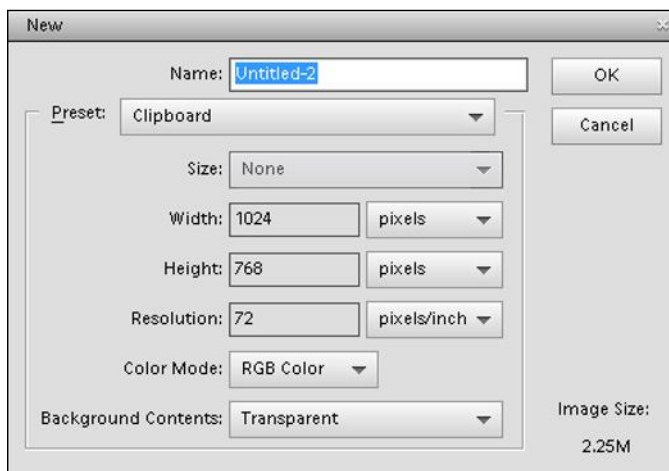 New
Name: Untitled-2
OK
Preset: Clipboard
Cancel
Size: None
Width: 1024 pixels
Height: 768 pixels
Resolution: 72 pixels/inch
Color Mode: RGB Color
Background Contents: Transparent
Image Size:
2.25M